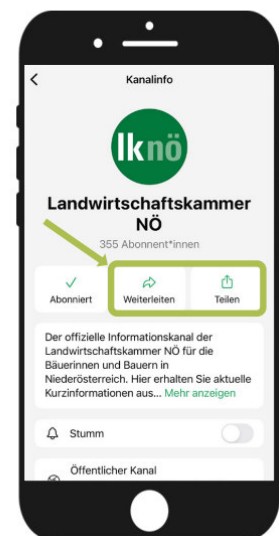 Kanalinfo
lknö
Landwirtschaftskammer
NÖ
355 Abonnent*innen
Abonniert
Weiterleiten
Teilen
Der offizielle Informationskanal der
Landwirtschaftskammer NÖ für die
Bäuerinnen und Bauern in
Niederösterreich. Hier erhalten Sie aktuelle
Kurzinformationen aus... Mehr anzeigen
Stumm
Öffentlicher Kanal